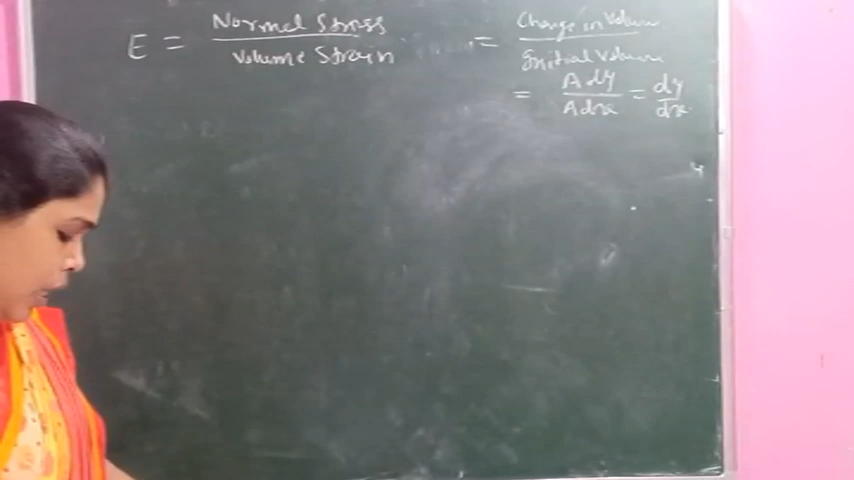 E = Normal Stress / Volume Strain = Change in Volume / Initial Volume
= A dy / A dx = dy / dx